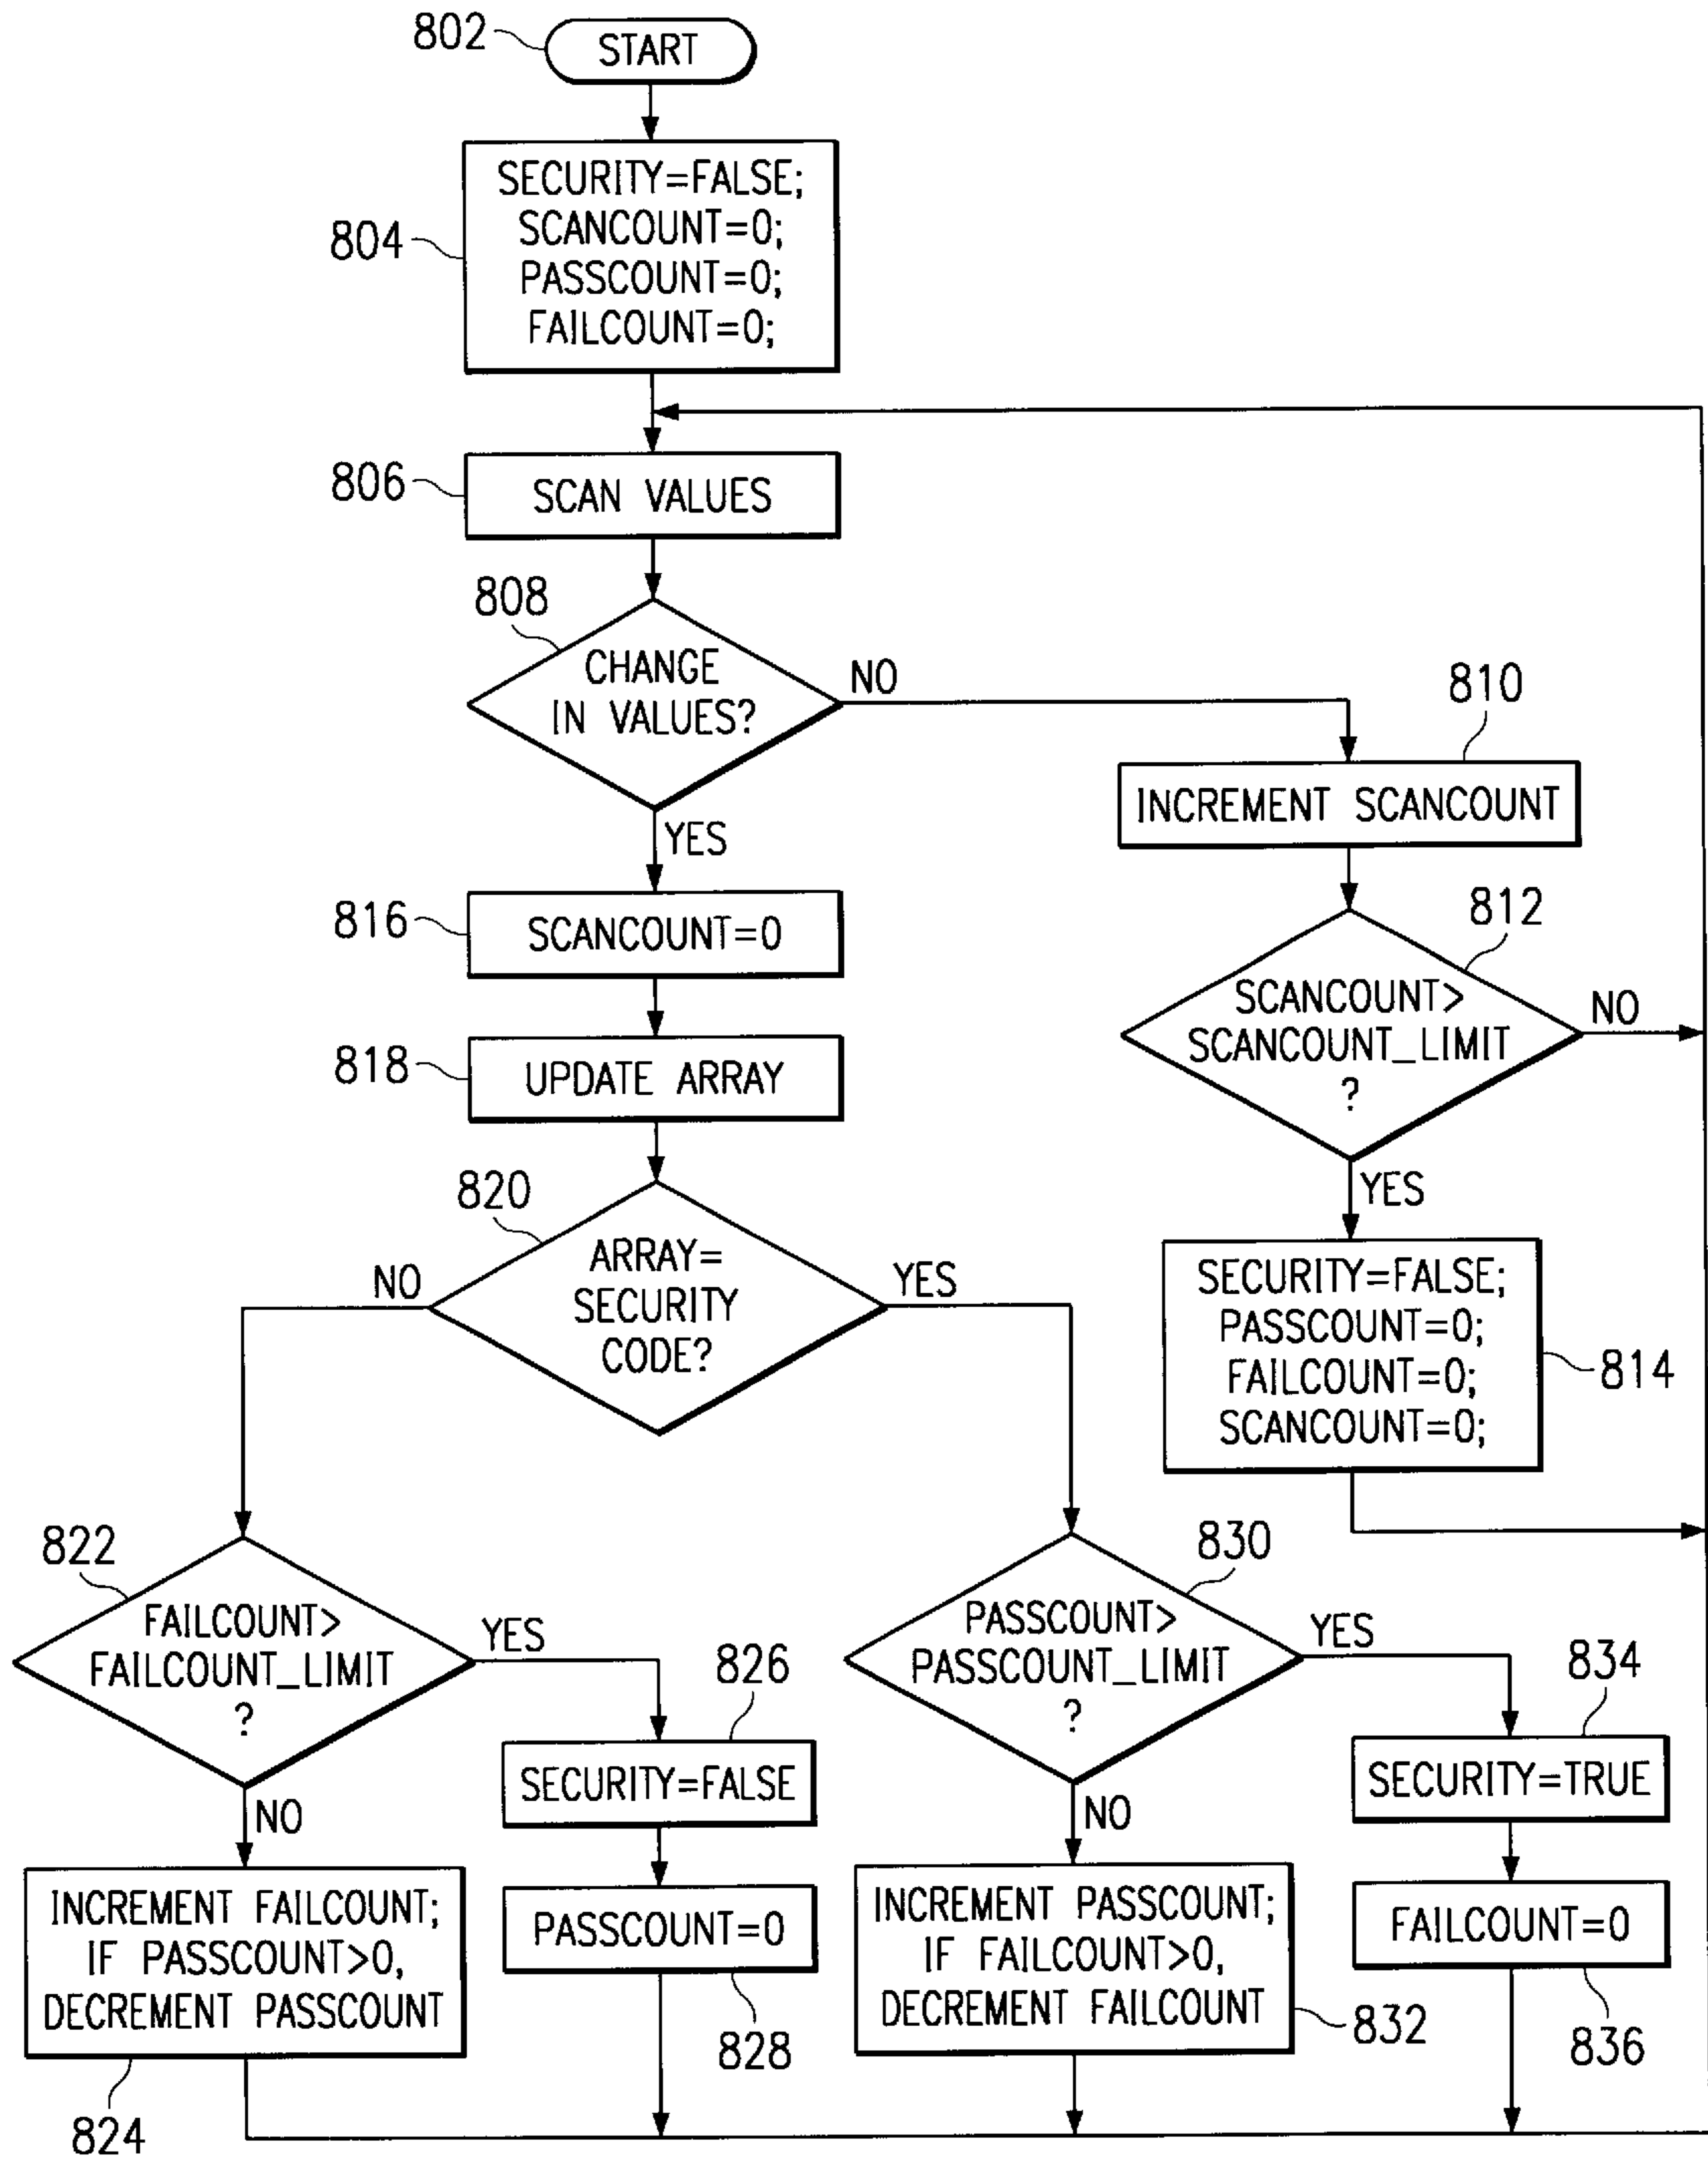 802
START
804
SECURITY=FALSE;
SCANCOUNT=0;
PASSCOUNT=0;
FAILCOUNT=0;
806
SCAN VALUES
808
CHANGE
IN VALUES?
NO
YES
810
INCREMENT SCANCOUNT
812
SCANCOUNT>
SCANCOUNT_LIMIT
?
NO
YES
814
SECURITY=FALSE;
PASSCOUNT=0;
FAILCOUNT=0;
SCANCOUNT=0;
816
SCANCOUNT=0
818
UPDATE ARRAY
820
ARRAY=
SECURITY
CODE?
NO
YES
822
FAILCOUNT>
FAILCOUNT_LIMIT
?
YES
NO
826
SECURITY=FALSE
PASSCOUNT=0
828
INCREMENT FAILCOUNT;
IF PASSCOUNT>0,
DECREMENT PASSCOUNT
824
830
PASSCOUNT>
PASSCOUNT_LIMIT
?
YES
NO
834
SECURITY=TRUE
FAILCOUNT=0
836
INCREMENT PASSCOUNT;
IF FAILCOUNT>0,
DECREMENT FAILCOUNT
832